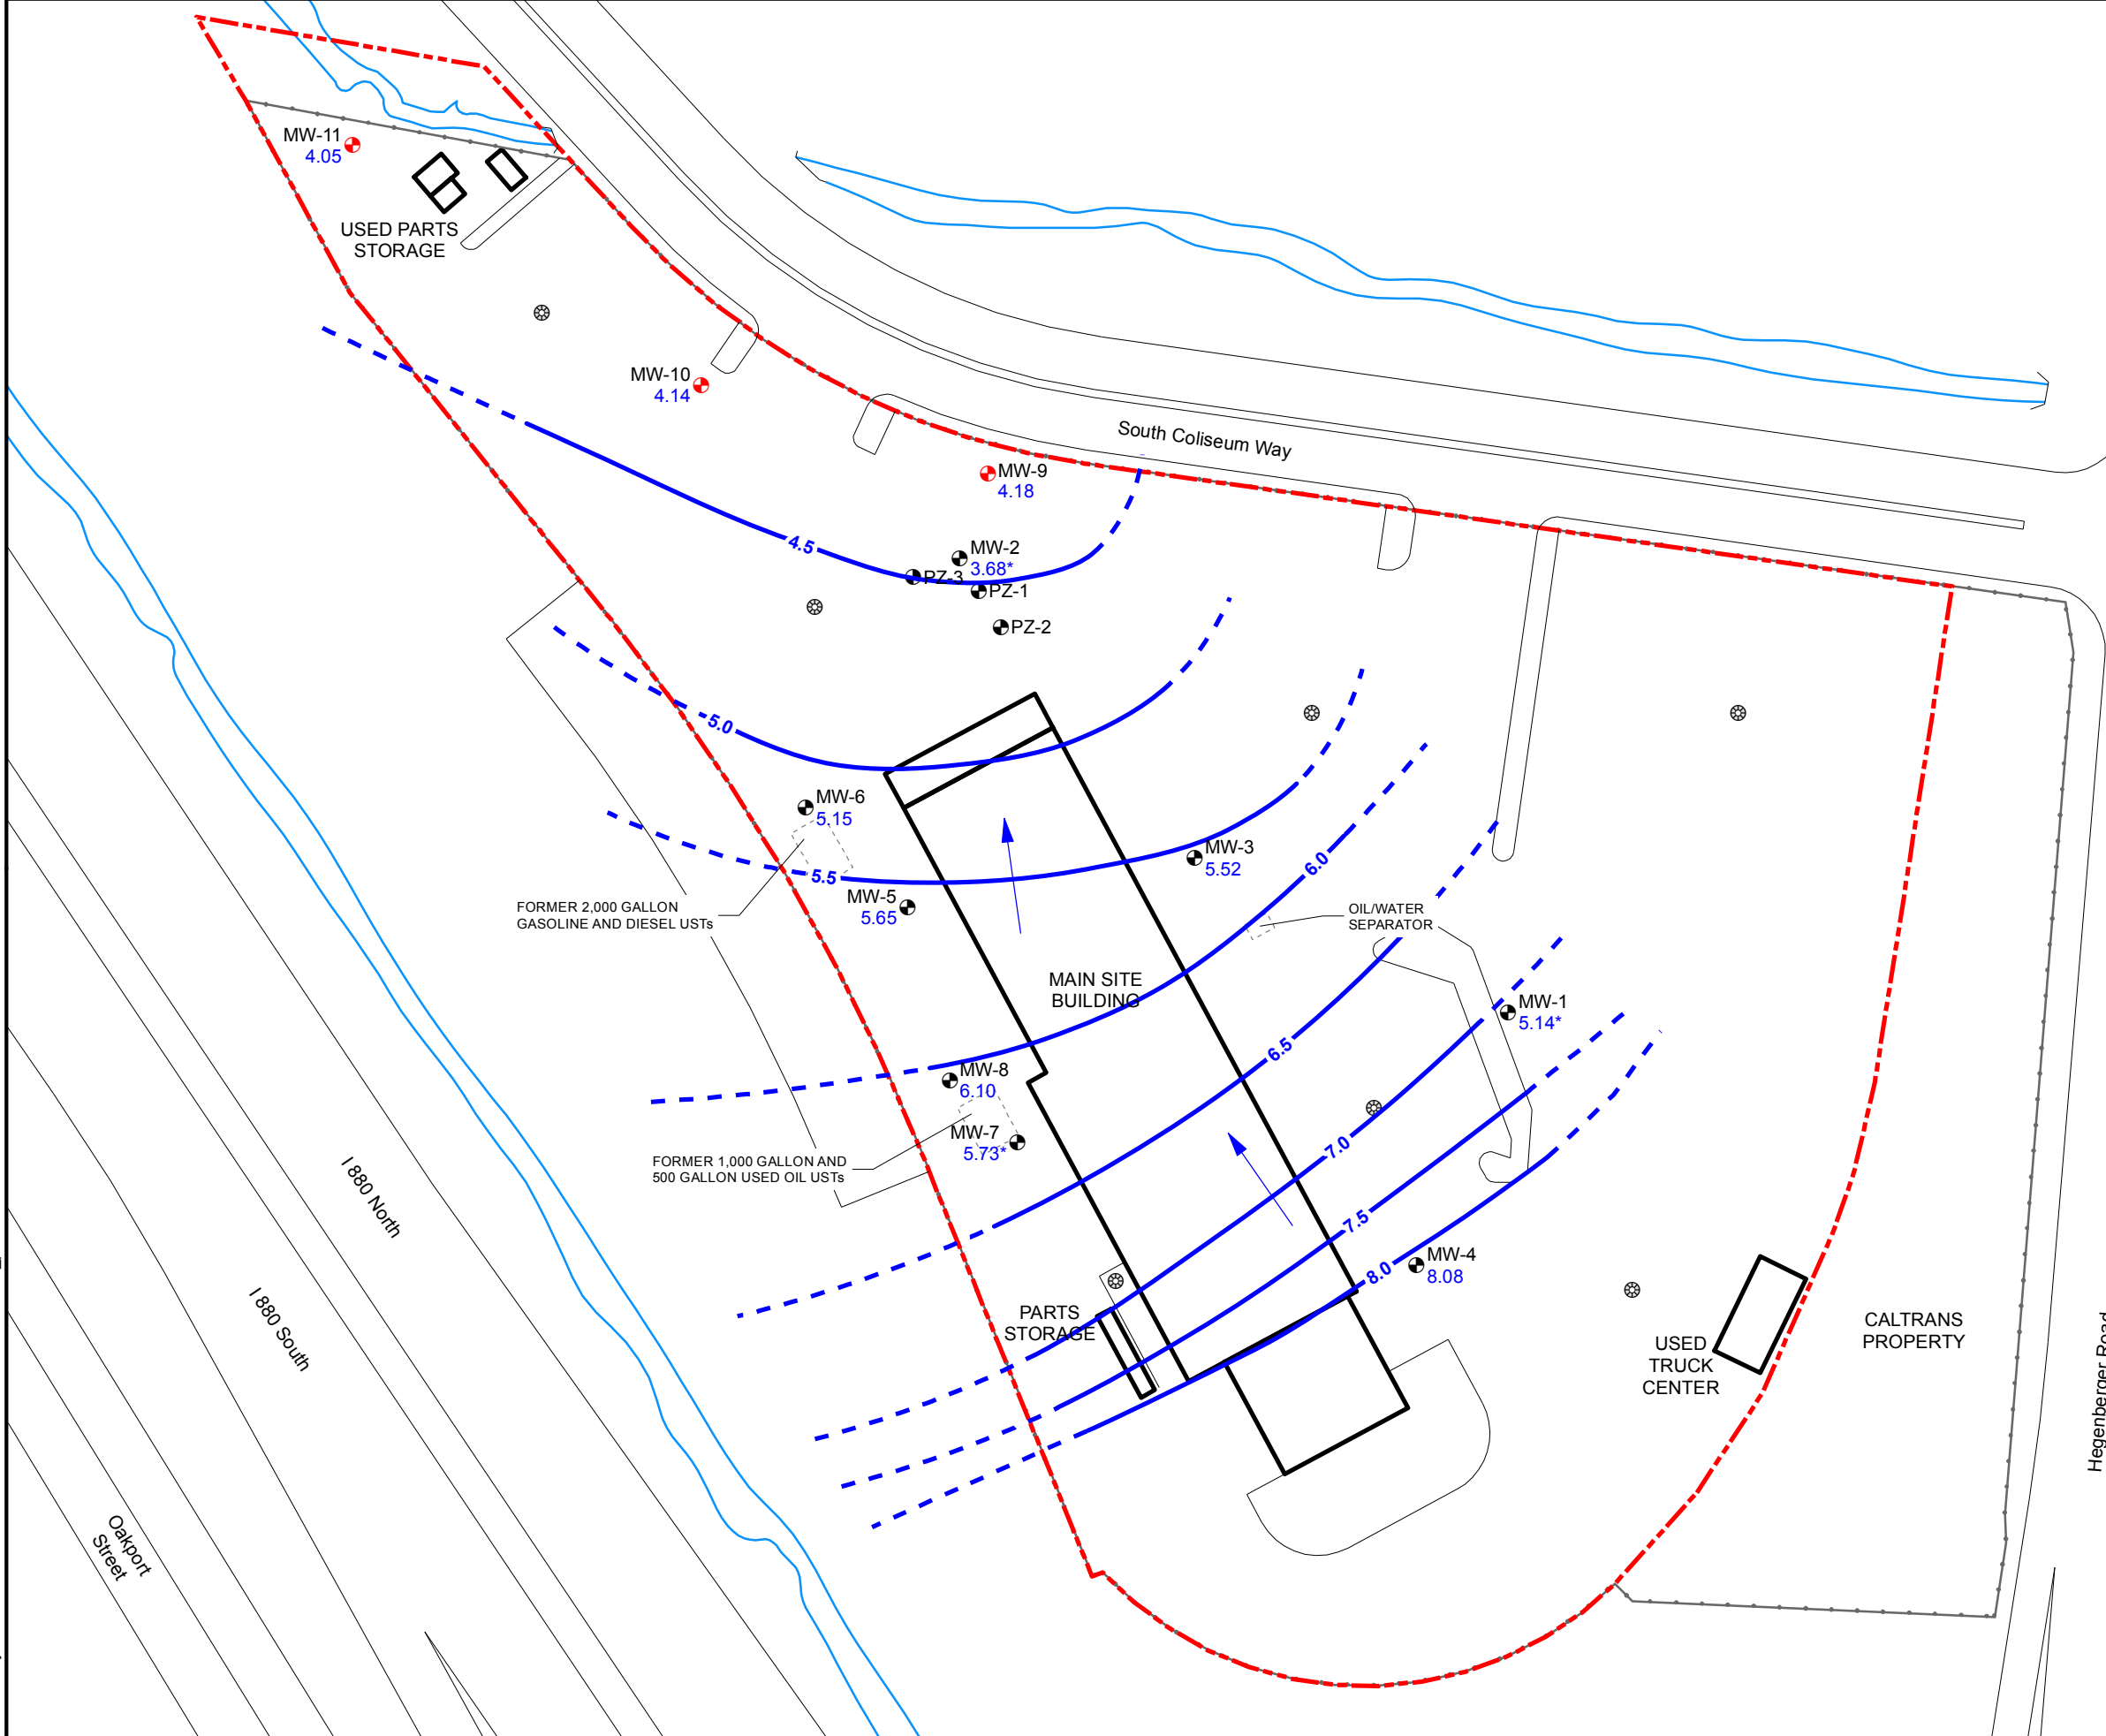 MW-11
4.05
USED PARTS
STORAGE
MW-10
4.14
South Coliseum Way
MW-9
4.18
4.5
MW-2
3.68*
PZ-3
PZ-1
PZ-2
5.0
MW-6
5.15
MW-3
5.52
6.0
5.5
MW-5
5.65
FORMER 2,000 GALLON
GASOLINE AND DIESEL USTs
OIL/WATER
SEPARATOR
MAIN SITE
BUILDING
MW-1
5.14*
6.5
MW-8
6.10
MW-7
5.73*
7.0
FORMER 1,000 GALLON AND
500 GALLON USED OIL USTs
I 880 North
7.5
MW-4
8.08
8.0
I 880 South
PARTS
STORAGE
USED
TRUCK
CENTER
CALTRANS
PROPERTY
Hegenberger Road
Oakport
Street